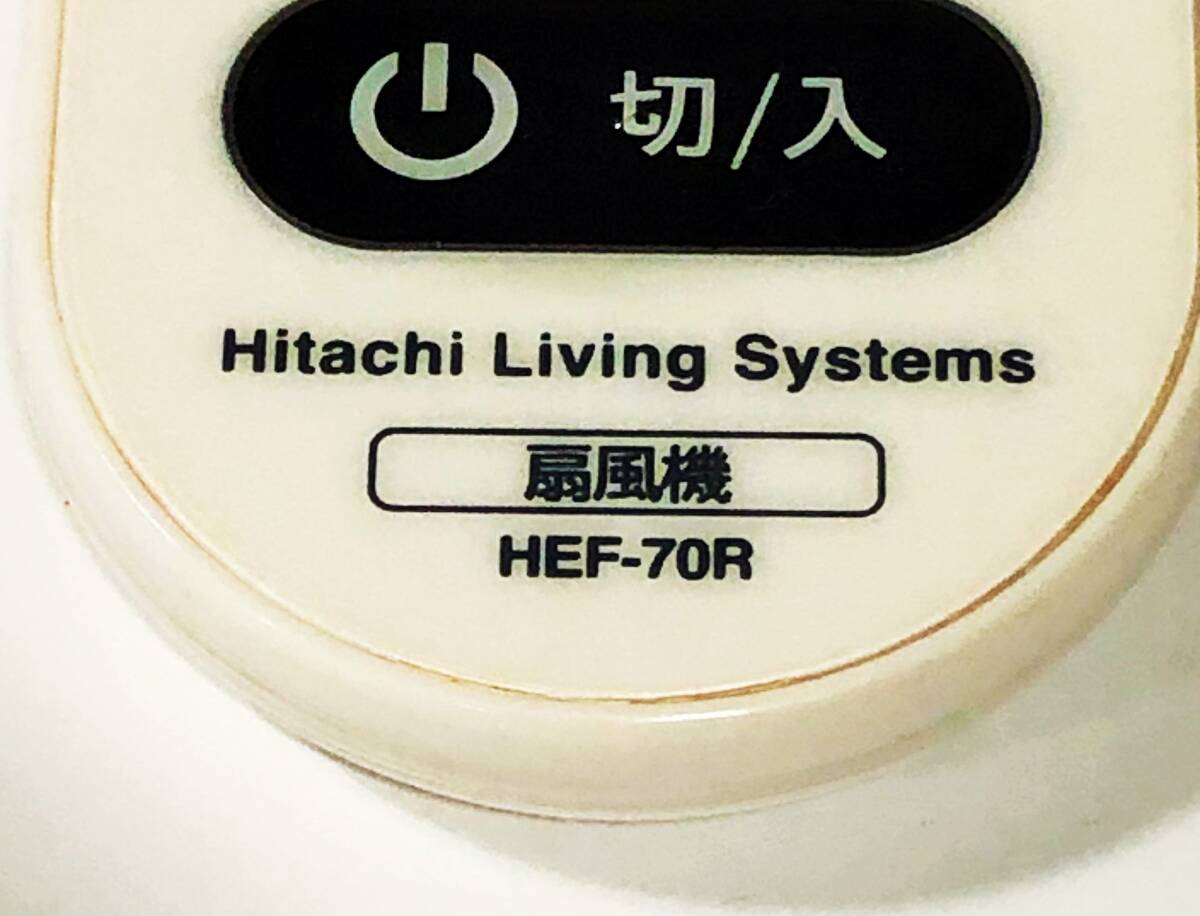 切/入
Hitachi Living Systems
扇風機
HEF-70R